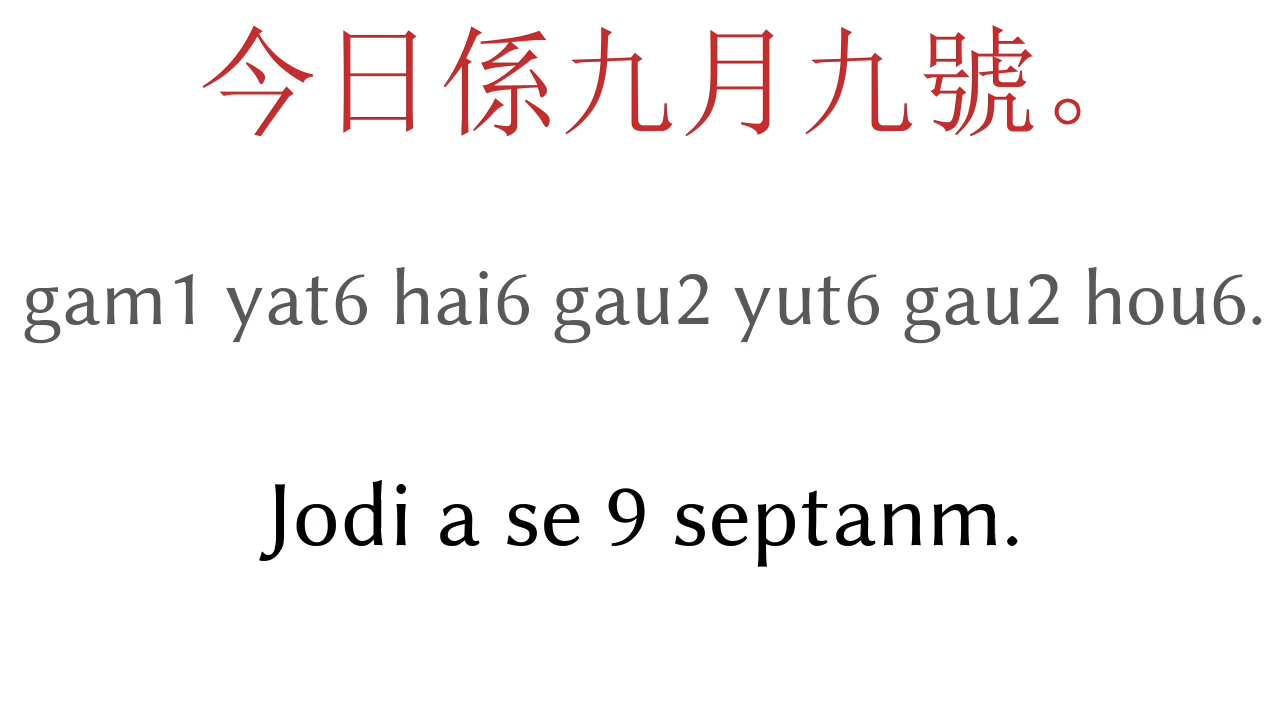 今日係九月九號。
gam1 yat6 hai6 gau2 yut6 gau2 hou6.
Jodi a se 9 septanm.